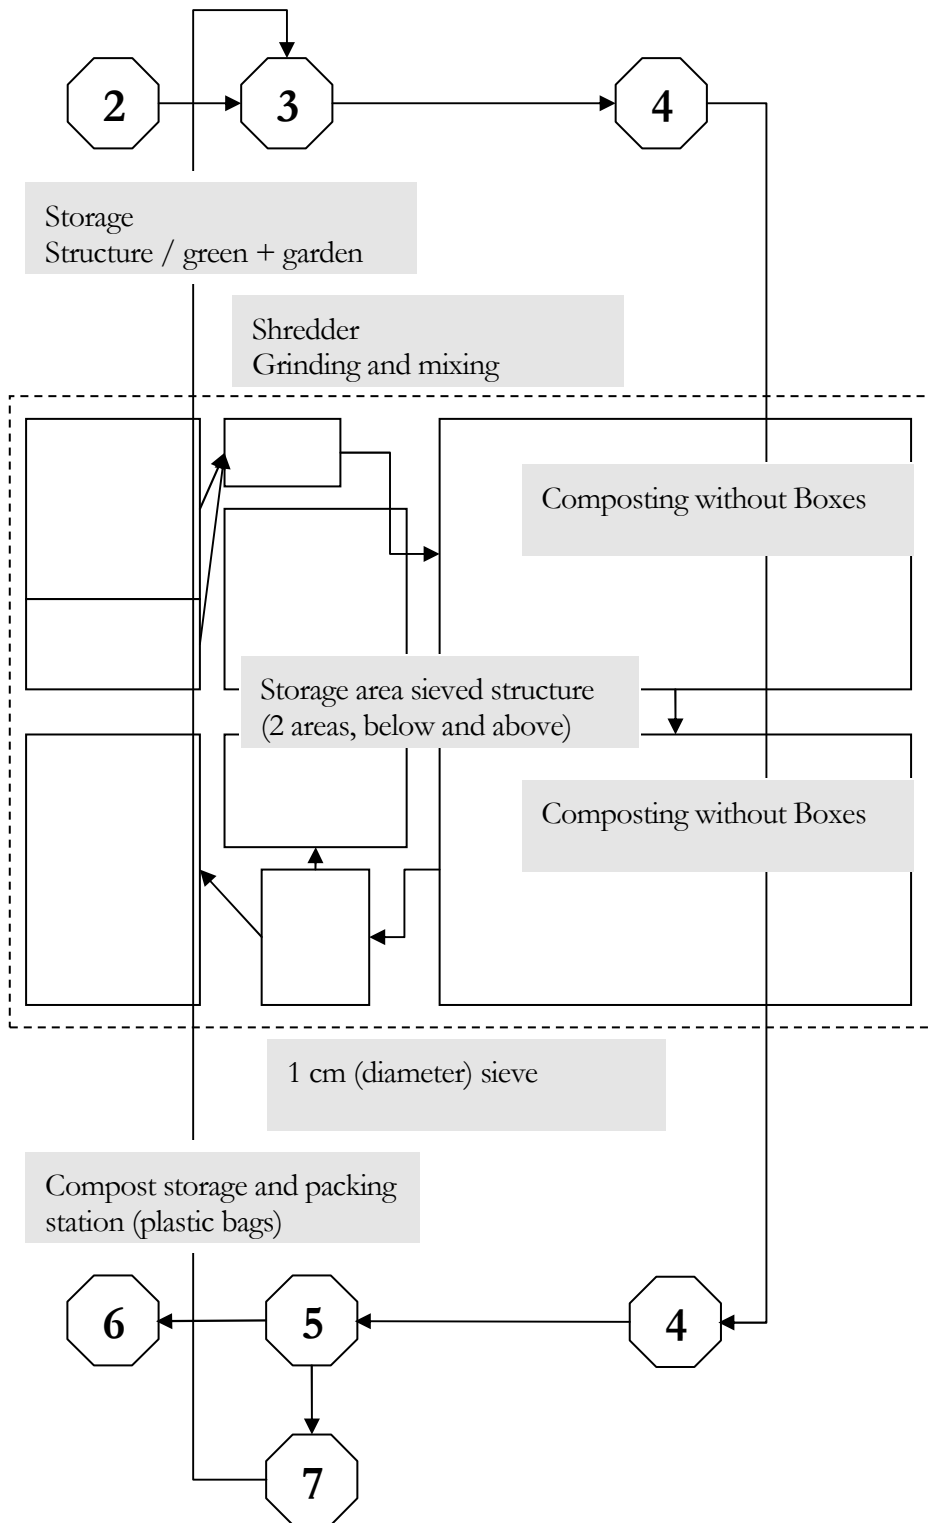 2
3
4
Storage
Structure / green + garden
Shredder
Grinding and mixing
Composting without Boxes
Storage area sieved structure
(2 areas, below and above)
Composting without Boxes
1 cm (diameter) sieve
Compost storage and packing
station (plastic bags)
6
5
4
7